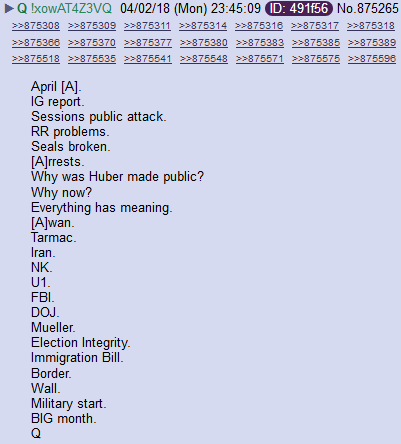 ▶ Q !xowAT4Z3VQ 04/02/18 (Mon) 23:45:09 ID: 491f56 No.875265
>>875308 >>875309 >>875311 >>875314 >>875316 >>875317 >>875318
>>875366 >>875370 >>875377 >>875380 >>875383 >>875385 >>875389
>>875518 >>875535 >>875541 >>875548 >>875571 >>875575 >>875596
April [A].
IG report.
Sessions public attack.
RR problems.
Seals broken.
[A]rrests.
Why was Huber made public?
Why now?
Everything has meaning.
[A]wan.
Tarmac.
Iran.
NK.
U1.
FBI.
DOJ.
Mueller.
Election Integrity.
Immigration Bill.
Border.
Wall.
Military start.
BIG month.
Q